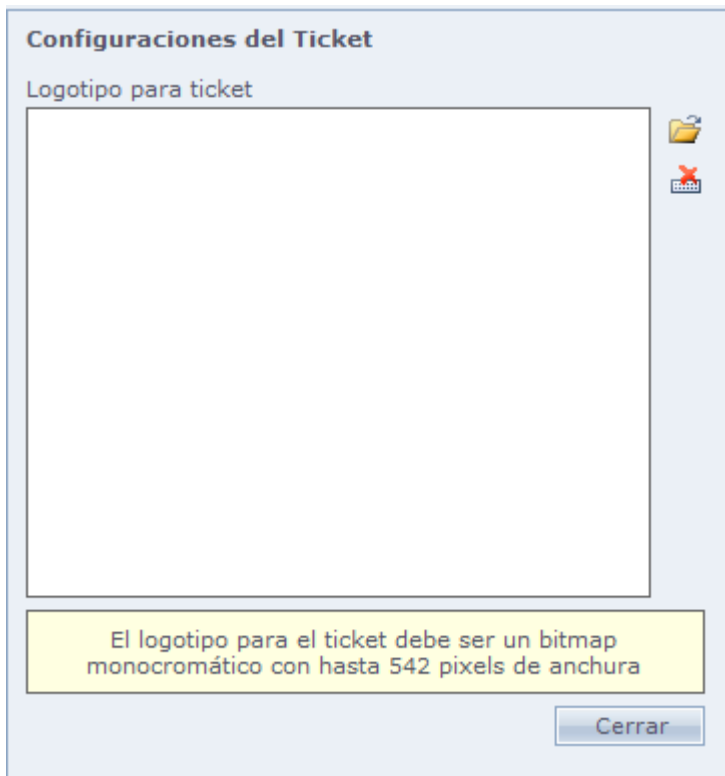 Configuraciones del Ticket
Logotipo para ticket
El logotipo para el ticket debe ser un bitmap
monocromático con hasta 542 pixels de anchura
Cerrar